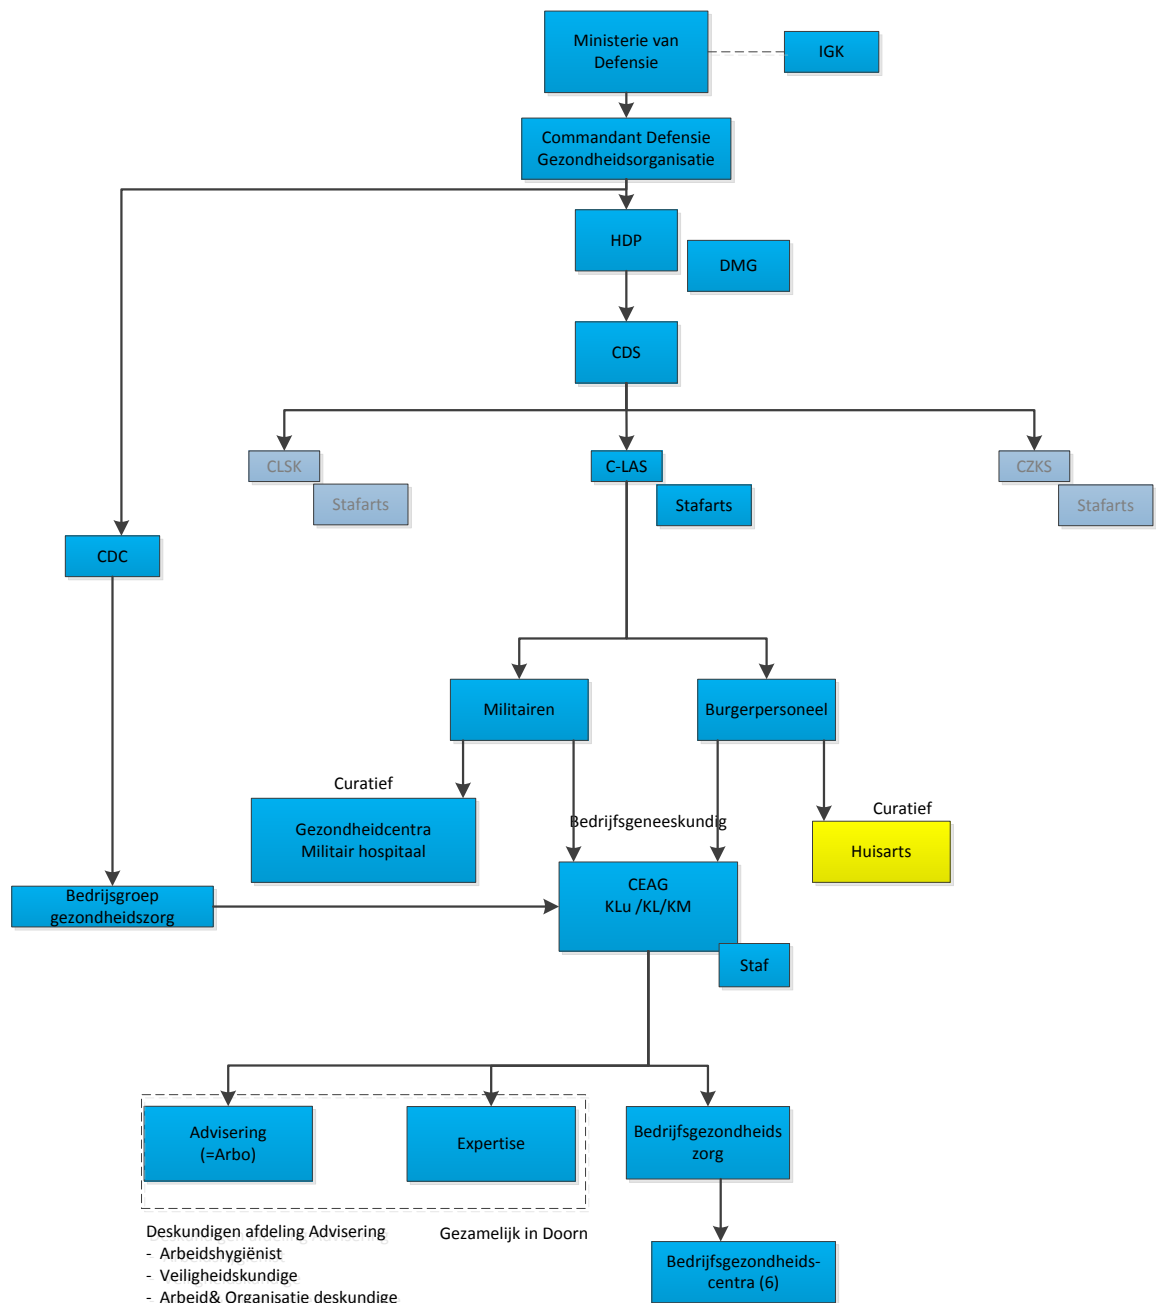 Ministerie van
Defensie
IGK
Commandant Defensie
Gezondheidsorganisatie
HDP
DMG
CDS
CLSK
Stafarts
C-LAS
Stafarts
CZKS
Stafarts
CDC
Militairen
Burgerpersoneel
Curatief
Gezondheidcentra
Militair hospitaal
Bedrijfsgeneeskundig
Curatief
Huisarts
Bedrijsgroep
gezondheidszorg
CEAG
KLu /KL/KM
Staf
Advisering
(=Arbo)
Expertise
Bedrijfsgezondheids
zorg
Deskundigen afdeling Advisering
- Arbeidshygiënist
- Veiligheidskundige
- Arbeid& Organisatie deskundige
Gezamelijk in Doorn
Bedrijfsgezondheids-
centra (6)